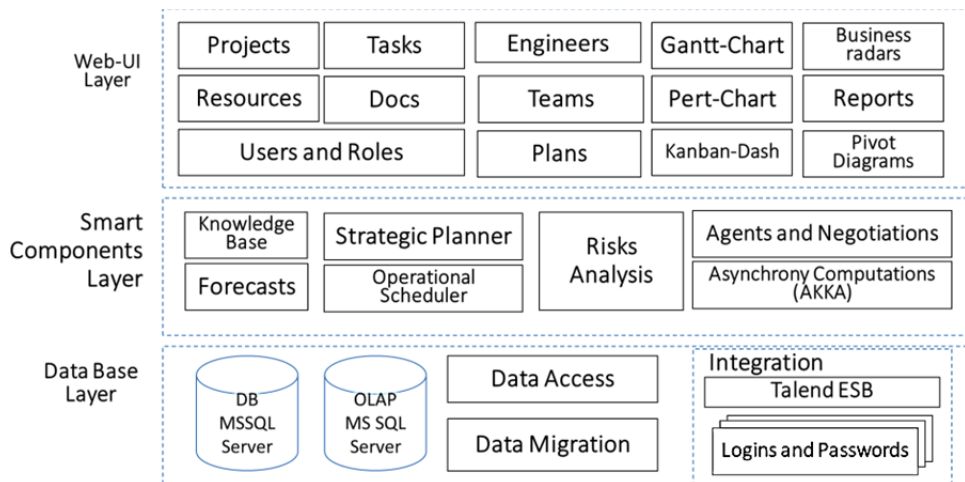 Web-UI
Layer
Projects
Tasks
Engineers
Gantt-Chart
Business
radars
Resources
Docs
Teams
Pert-Chart
Reports
Users and Roles
Plans
Kanban-Dash
Pivot
Diagrams
Smart
Components
Layer
Knowledge
Base
Strategic Planner
Risks
Analysis
Agents and Negotiations
Forecasts
Operational
Scheduler
Asynchrony Computations
(AKKA)
Data Base
Layer
DB
MSSQL
Server
OLAP
MS SQL
Server
Data Access
Data Migration
Integration
Talend ESB
Logins and Passwords